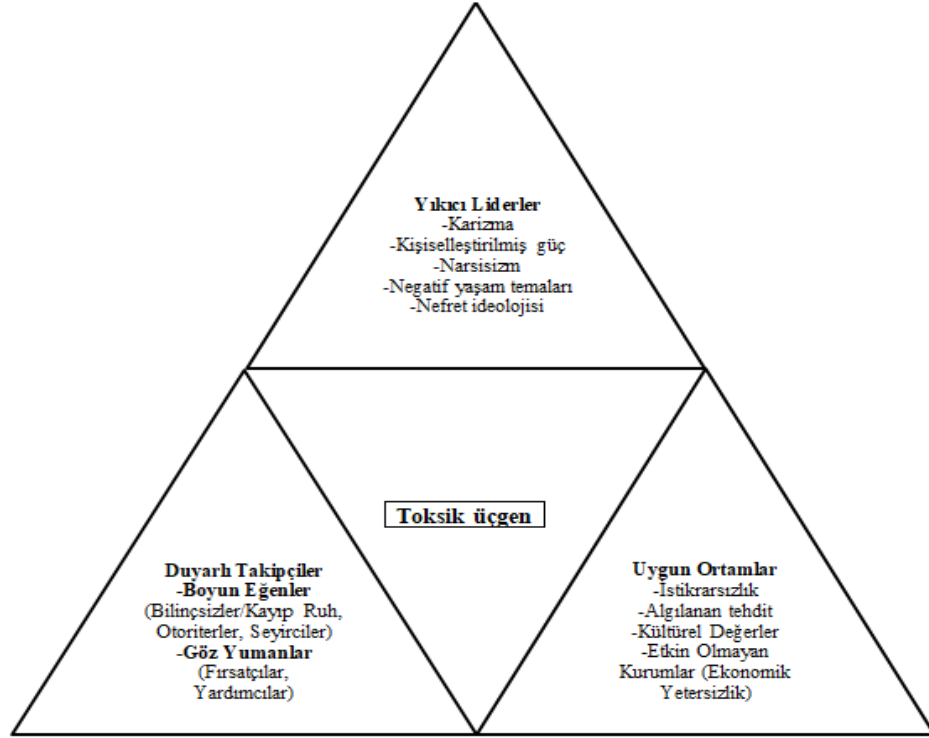 Yıkıcı Liderler
-Karizma
-Kişiselleştirilmiş güç
-Narsisizm
-Negatif yaşam temaları
-Nefret ideolojisi
Toksik üçgen
Duyarlı Takipçiler
-Boyun Eğenler
(Bilinçsizler/Kayıp Ruh,
Otoriterler, Seyirciler)
-Göz Yumanlar
(Fırsatçılar,
Yardımcılar)
Uygun Ortamlar
-İstikrarsızlık
-Algılanan tehdit
-Kültürel Değerler
-Etkin Olmayan
Kurumlar (Ekonomik
Yetersizlik)